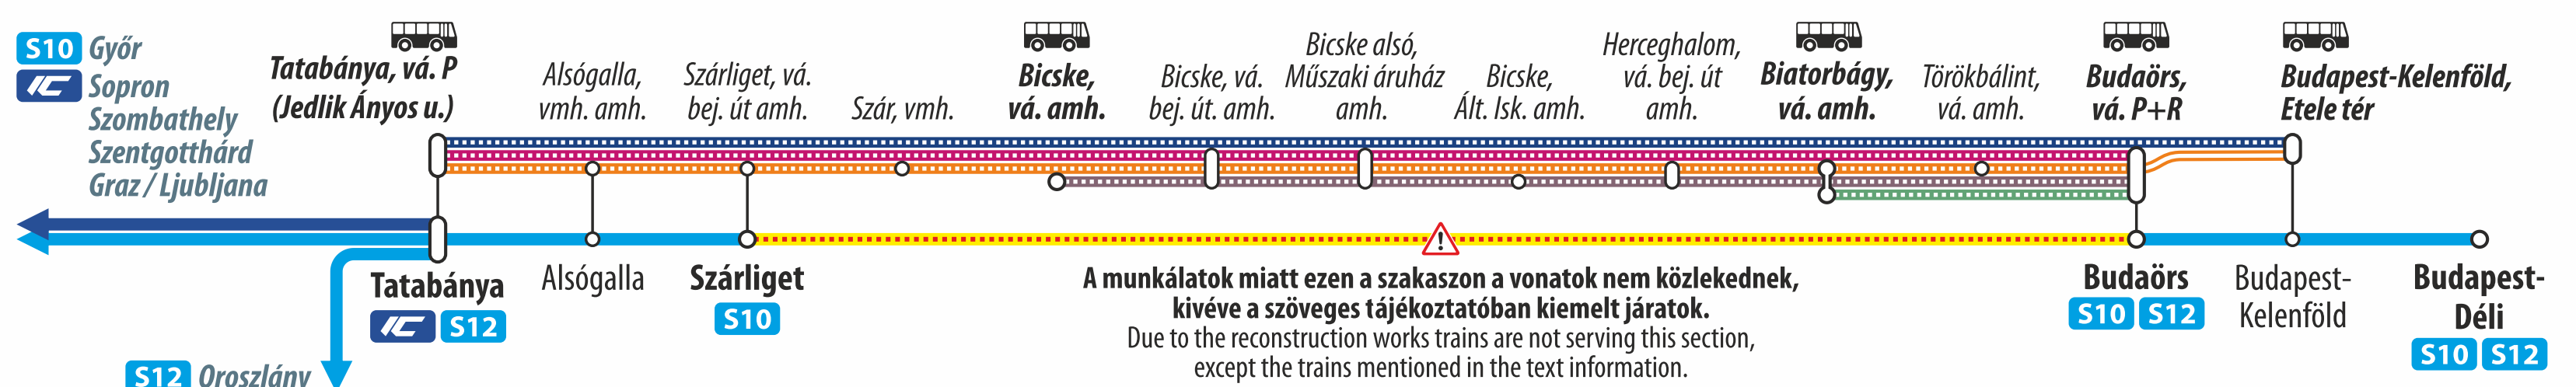 S10 Győr
IC Sopron
Szombathely
Szentgotthárd
Graz / Ljubljana
Tatabánya, vá. P
(Jedlik Ányos u.)
Alsógalla,
vmh. amh.
Szárliget, vá.
bej. út amh.
Szár, vmh.
Bicske,
vá. amh.
Bicske, vá.
bej. út. amh.
Bicske alsó,
Műszaki áruház
amh.
Bicske,
Ált. Isk. amh.
Herceghalom,
vá. bej. út
amh.
Biatorbágy,
vá. amh.
Törökbálint,
vá. amh.
Budaörs,
vá. P+R
Budapest-Kelenföld,
Etele tér
Tatabánya
IC S12
S12 Oroszlány
Alsógalla
Szárliget
S10
!
A munkálatok miatt ezen a szakaszon a vonatok nem közlekednek,
kivéve a szöveges tájékoztatóban kiemelt járatok.
Due to the reconstruction works trains are not serving this section,
except the trains mentioned in the text information.
Budaörs
S10 S12
Budapest-
Kelenföld
Budapest-
Déli
S10 S12